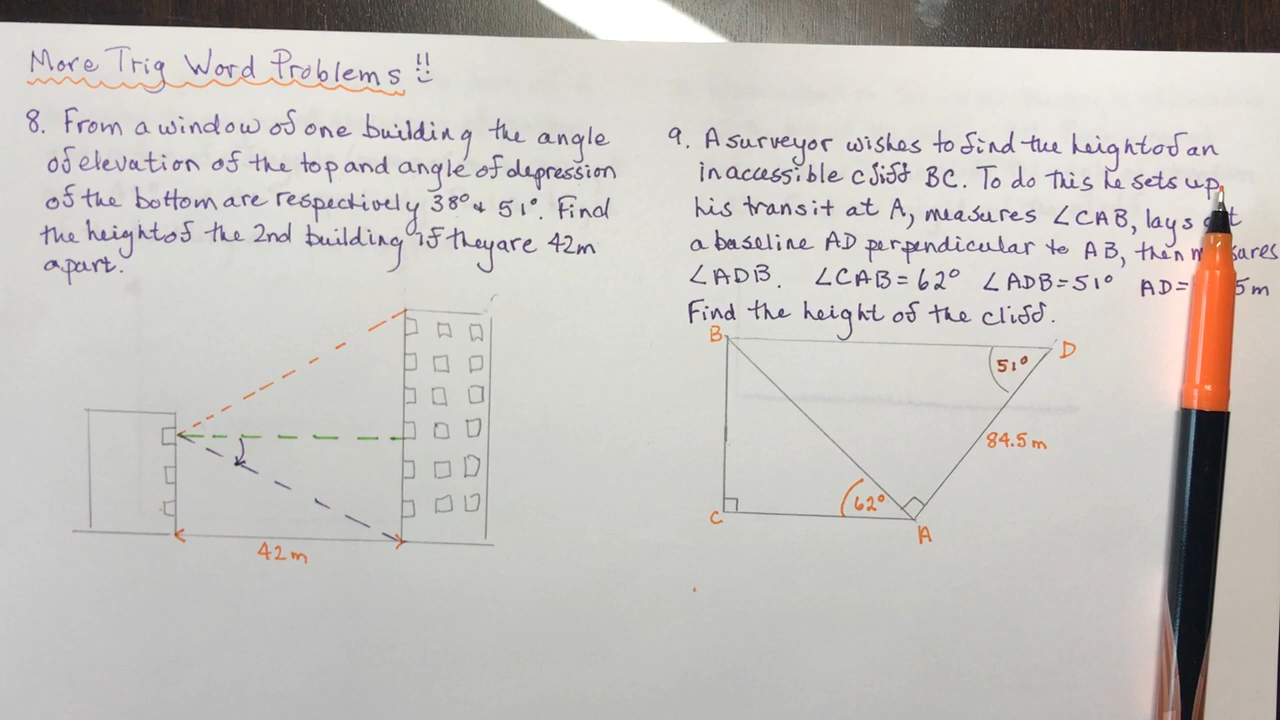 More Trig Word Problems !!
8. From a window of one building the angle
of elevation of the top and angle of depression
of the bottom are respectively 38° & 51°. Find
the height of the 2nd building if they are 42m
apart.
42m
9. A surveyor wishes to find the height of an
inaccessible cliff BC. To do this he sets up
his transit at A, measures ∠CAB, lays
a baseline AD perpendicular to AB, then
∠ADB. ∠CAB = 62° ∠ADB = 51° AD=
Find the height of the cliff.
B
D
51°
84.5m
62°
C
A